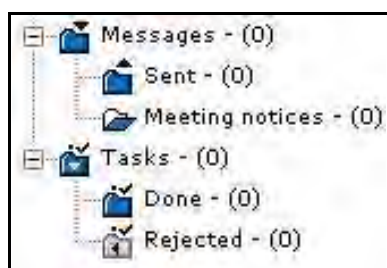 Messages - (0)
Sent - (0)
Meeting notices - (0)
Tasks - (0)
Done - (0)
Rejected - (0)